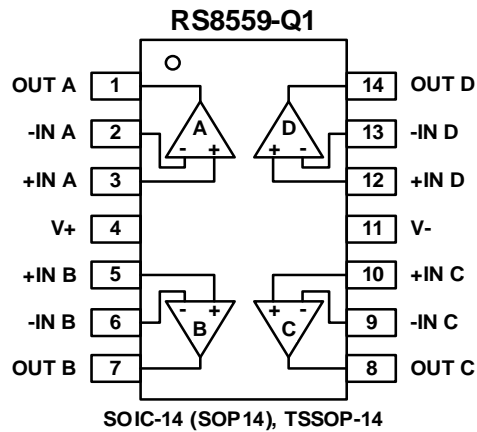 RS8559-Q1
OUT A 1 14 OUT D
-IN A 2 A D 13 -IN D
- + + -
+IN A 3 12 +IN D
V+ 4 11 V-
+IN B 5 10 +IN C
- + + -
-IN B 6 B C 9 -IN C
OUT B 7 8 OUT C
SOIC-14 (SOP14), TSSOP-14